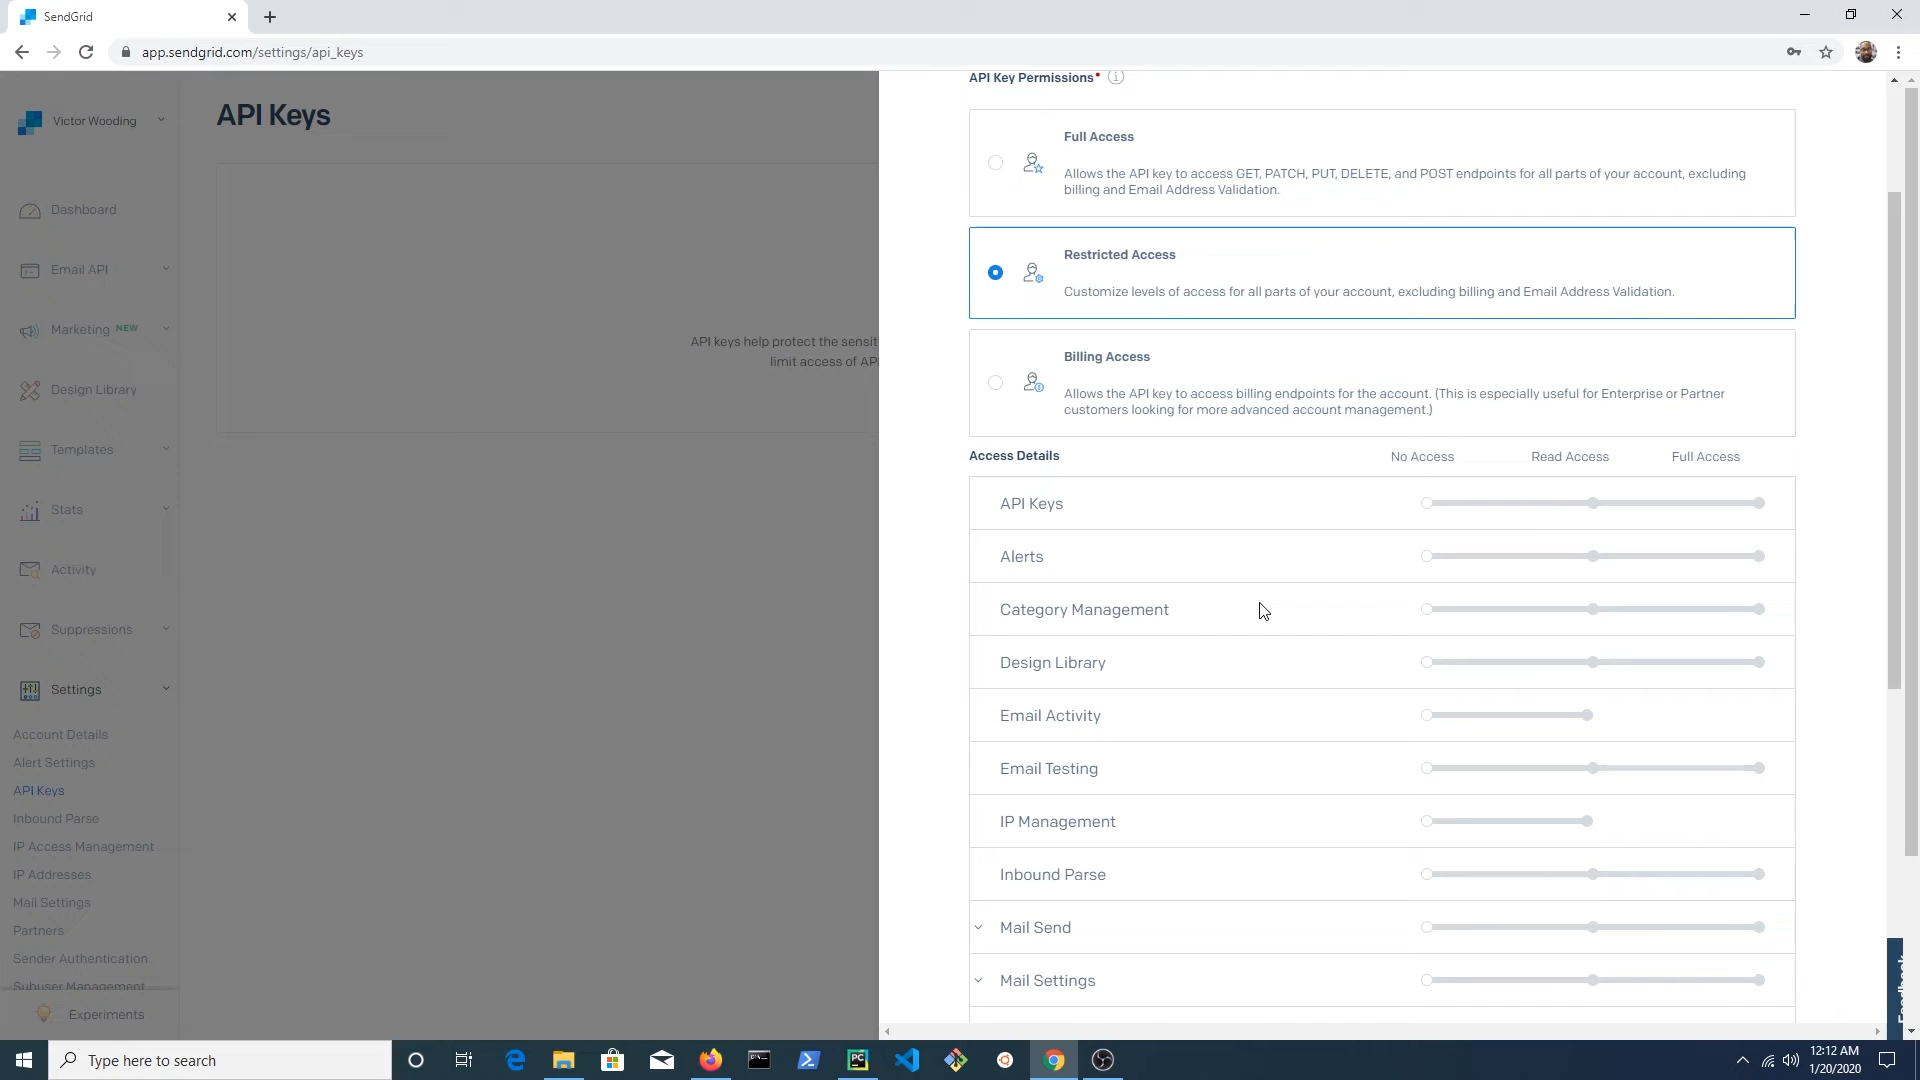 SendGrid
app.sendgrid.com/settings/api_keys
Victor Wooding
Dashboard
Email API
Marketing NEW
Design Library
Templates
Stats
Activity
Suppressions
Settings
Account Details
Alert Settings
API Keys
Inbound Parse
IP Access Management
IP Addresses
Mail Settings
Partners
Sender Authentication
Subuser Management
Experiments
API Keys
API keys help protect the sensit
limit access of AP
API Key Permissions*
Full Access
Allows the API key to access GET, PATCH, PUT, DELETE, and POST endpoints for all parts of your account, excluding
billing and Email Address Validation.
Restricted Access
Customize levels of access for all parts of your account, excluding billing and Email Address Validation.
Billing Access
Allows the API key to access billing endpoints for the account. (This is especially useful for Enterprise or Partner
customers looking for more advanced account management.)
Access Details No Access Read Access Full Access
API Keys
Alerts
Category Management
Design Library
Email Activity
Email Testing
IP Management
Inbound Parse
Mail Send
Mail Settings
Feedback
Type here to search
PC
12:12 AM
1/20/2020